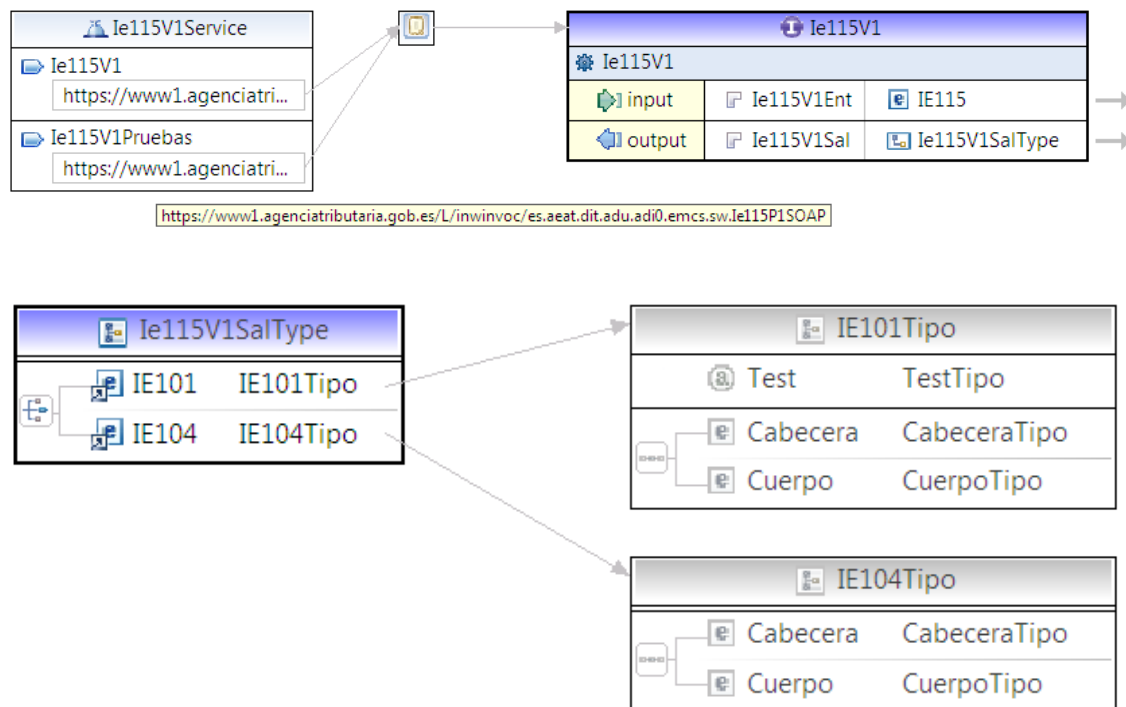 Ie115V1Service
Ie115V1
https://www1.agenciatri...
Ie115V1Pruebas
https://www1.agenciatri...
Ie115V1
Ie115V1
input Ie115V1Ent IE115
output Ie115V1Sal Ie115V1SalType
https://www1.agenciatributaria.gob.es/L/inwinvoc/es.aeat.dit.adu.adi0.emcs.sw.Ie115P1SOAP
Ie115V1SalType
IE101 IE101Tipo
IE104 IE104Tipo
IE101Tipo
Test TestTipo
Cabecera CabeceraTipo
Cuerpo CuerpoTipo
IE104Tipo
Cabecera CabeceraTipo
Cuerpo CuerpoTipo